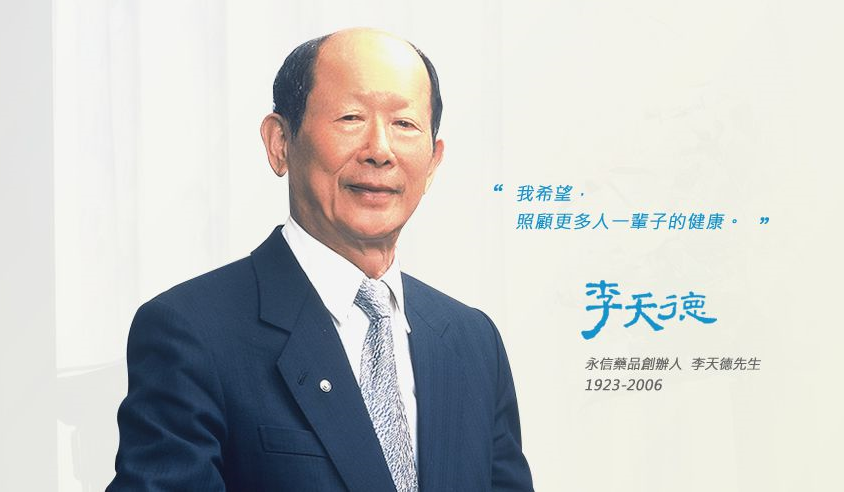 “ 我希望，
照顧更多人一輩子的健康。 ”
李天德
永信藥品創辦人 李天德先生
1923-2006